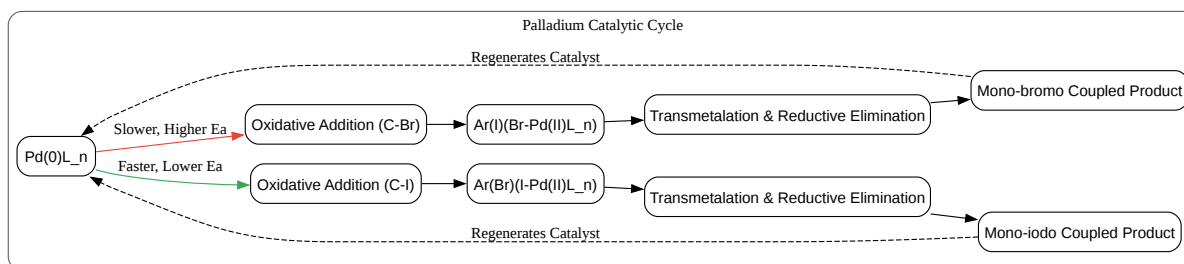 Palladium Catalytic Cycle
Regenerates Catalyst
Mono-bromo Coupled Product
Slower, Higher Ea
Oxidative Addition (C-Br)
Ar(I)(Br-Pd(II)L_n)
Transmetalation & Reductive Elimination
Pd(0)L_n
Faster, Lower Ea
Oxidative Addition (C-I)
Ar(Br)(I-Pd(II)L_n)
Transmetalation & Reductive Elimination
Regenerates Catalyst
Mono-iodo Coupled Product